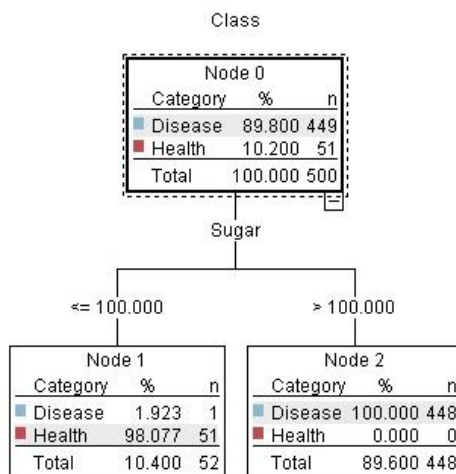 Class
Node 0
Category % n
Disease 89.800 449
Health 10.200 51
Total 100.000 500
Sugar
<= 100.000
> 100.000
Node 1
Category % n
Disease 1.923 1
Health 98.077 51
Total 10.400 52
Node 2
Category % n
Disease 100.000 448
Health 0.000 0
Total 89.600 448